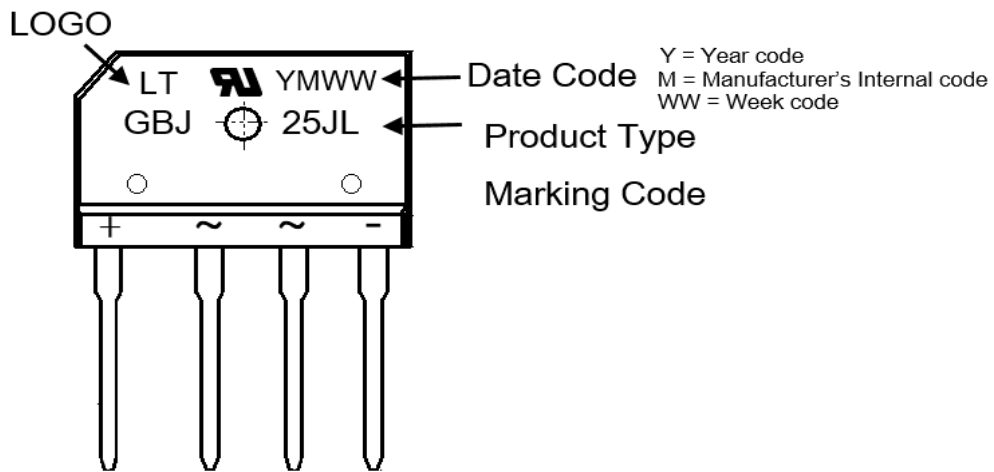 LOGO
LT YMWW
Date Code
Y = Year code
M = Manufacturer's Internal code
WW = Week code
GBJ 25JL
Product Type
Marking Code
+ ~ ~ -